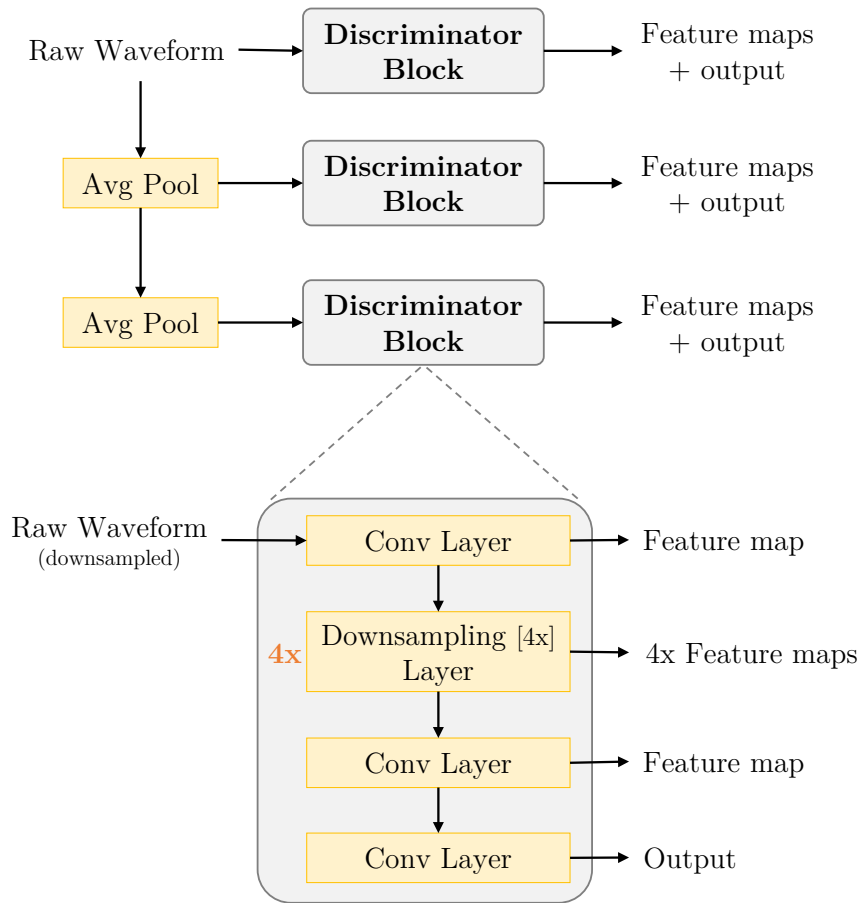 Raw Waveform
Discriminator
Block
Feature maps
+ output
Avg Pool
Discriminator
Block
Feature maps
+ output
Avg Pool
Discriminator
Block
Feature maps
+ output
Raw Waveform
(downsampled)
Conv Layer
Feature map
4x
Downsampling [4x]
Layer
4x Feature maps
Conv Layer
Feature map
Conv Layer
Output